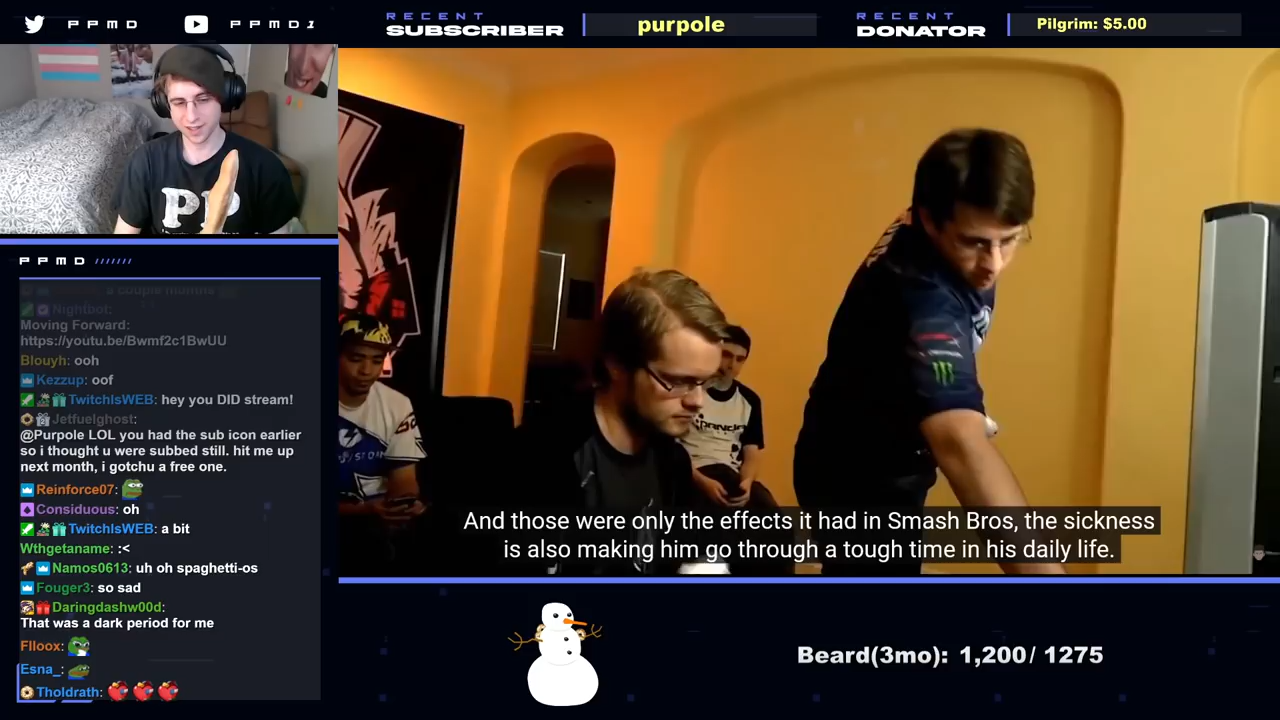 PPMD
PPMD1
RECENT
SUBSCRIBER
purpole
RECENT
DONATOR
Pilgrim: $5.00
PP
PPMD ///////
a couple months
Nightbot:
Moving Forward:
https://youtu.be/Bwmf2c1BwUU
Blouyh: ooh
Kezzup: oof
TwitchIsWEB: hey you DID stream!
Jetfuelghost:
@Purpole LOL you had the sub icon earlier
so i thought u were subbed still. hit me up
next month, i gotchu a free one.
Reinforce07:
Considuous: oh
TwitchIsWEB: a bit
Wthgetaname: :<
Namos0613: uh oh spaghetti-os
Fouger3: so sad
Daringdashw00d:
That was a dark period for me
Flloox:
Esna_:
Tholdrath:
And those were only the effects it had in Smash Bros, the sickness
is also making him go through a tough time in his daily life.
Beard(3mo): 1,200/ 1275